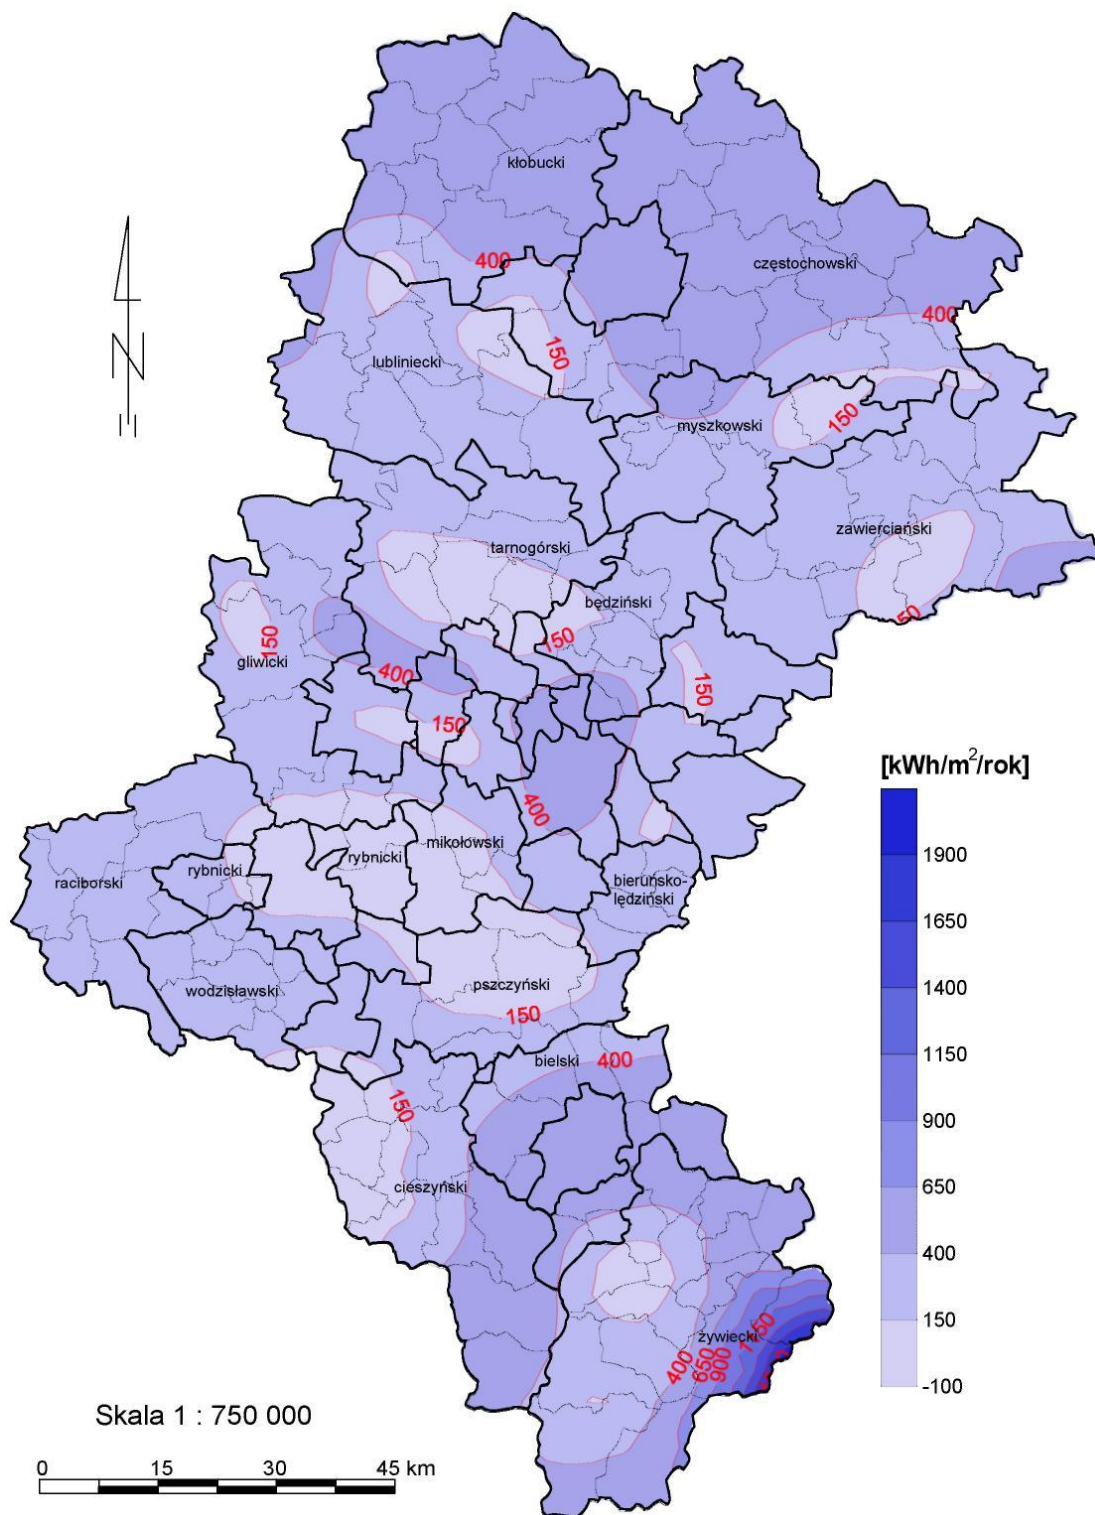 kłobucki
400
częstochowski
400
150
lubliniecki
150
myszkowski
zawierciański
tarnogórski
będziński
50
150
150
gliwicki
400
150
150
[kWh/m²/rok]
400
1900
mikołowski
rybnicki
rybnicki
raciborski
bieruńsko-
lędziński
1650
1400
wodzisławski
pszczyński
150
1150
bielski
400
150
900
cieszyński
650
400
150
żywiecki
1150
400
650
900
-100
Skala 1 : 750 000
0 15 30 45 km